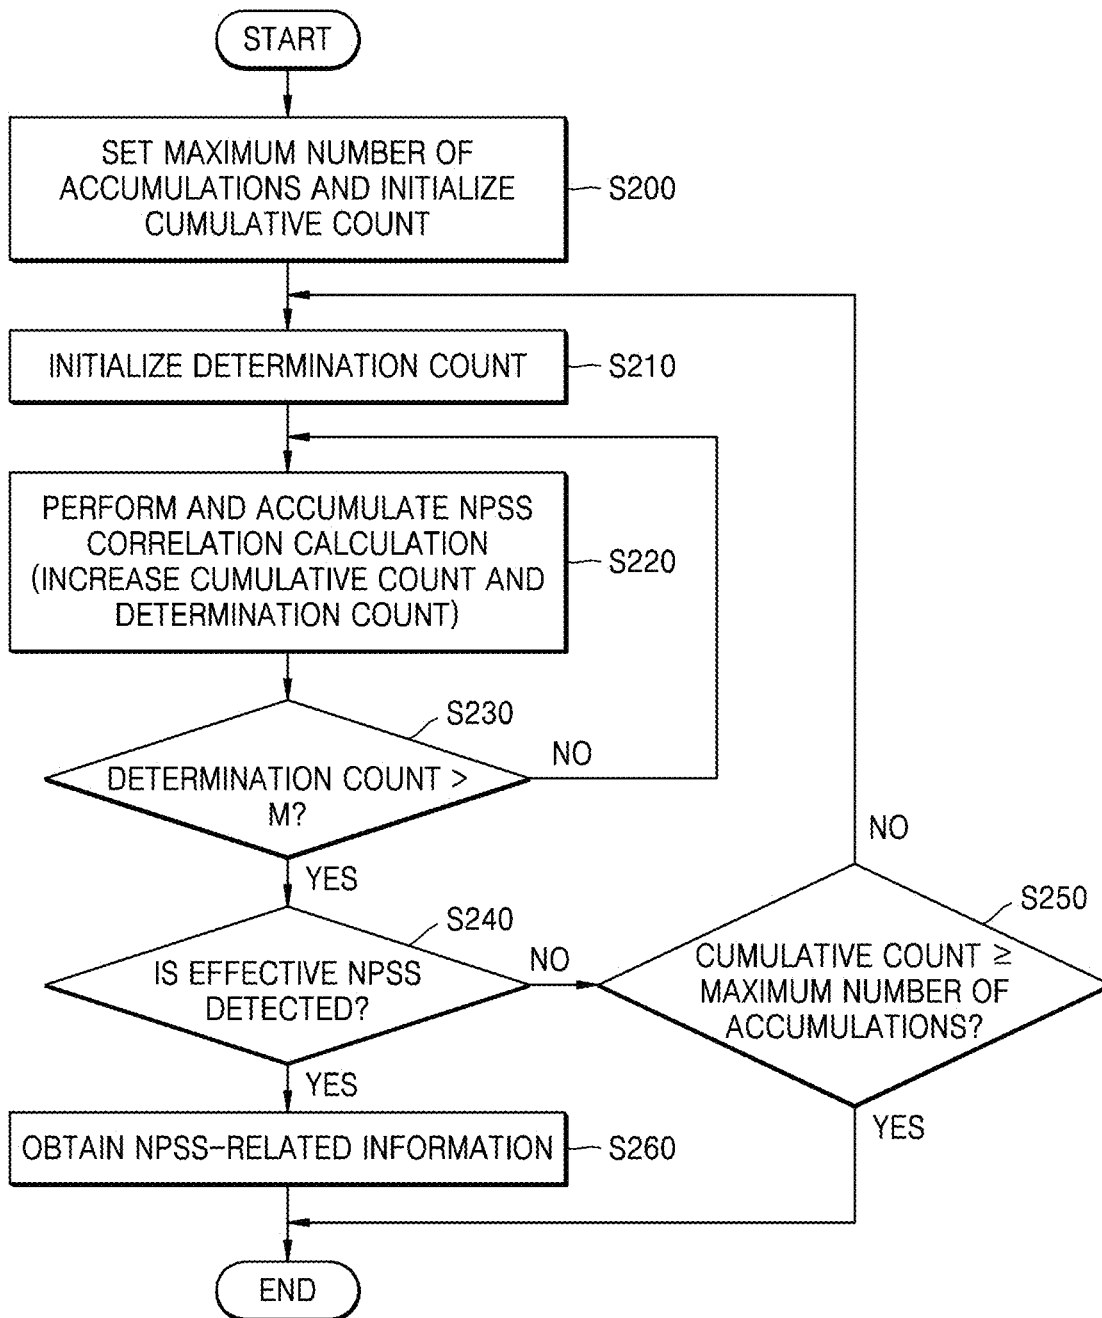 START
SET MAXIMUM NUMBER OF
ACCUMULATIONS AND INITIALIZE
CUMULATIVE COUNT
S200
INITIALIZE DETERMINATION COUNT
S210
PERFORM AND ACCUMULATE NPSS
CORRELATION CALCULATION
(INCREASE CUMULATIVE COUNT AND
DETERMINATION COUNT)
S220
S230
DETERMINATION COUNT >
M?
NO
YES
S240
IS EFFECTIVE NPSS
DETECTED?
NO
YES
NO
S250
CUMULATIVE COUNT ≥
MAXIMUM NUMBER OF
ACCUMULATIONS?
YES
OBTAIN NPSS-RELATED INFORMATION
S260
END